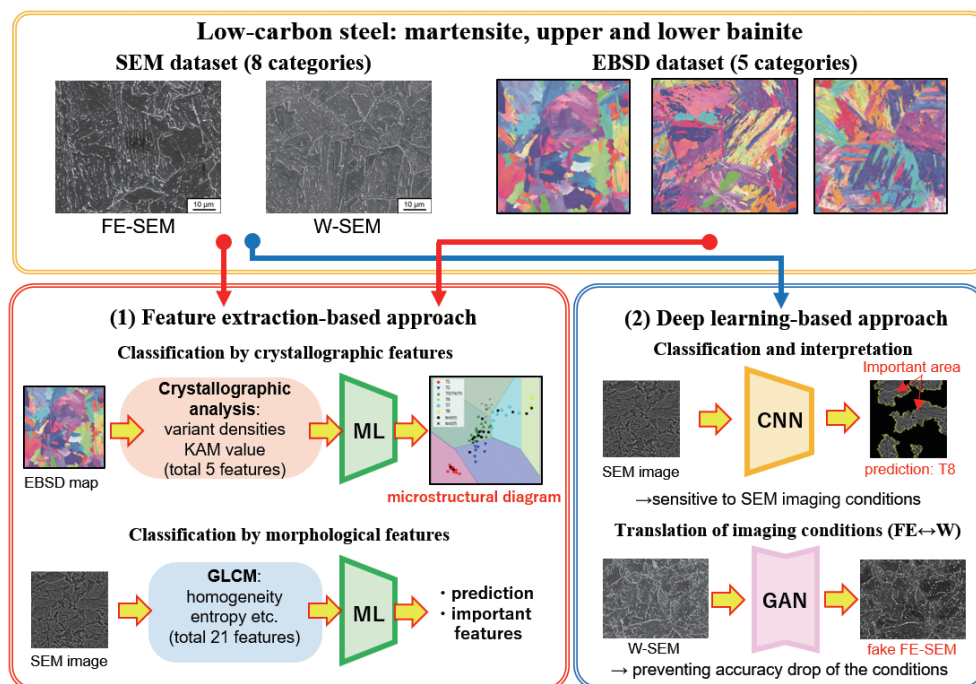 Low-carbon steel: martensite, upper and lower bainite
SEM dataset (8 categories)
EBSD dataset (5 categories)
10 μm
10 μm
FE-SEM
W-SEM
(1) Feature extraction-based approach
Classification by crystallographic features
Crystallographic
analysis:
variant densities
KAM value
(total 5 features)
ML
EBSD map
microstructural diagram
Classification by morphological features
GLCM:
homogeneity
entropy etc.
(total 21 features)
ML
・prediction
・important
features
SEM image
(2) Deep learning-based approach
Classification and interpretation
Important area
CNN
SEM image
prediction: T8
→sensitive to SEM imaging conditions
Translation of imaging conditions (FE↔W)
GAN
W-SEM
fake FE-SEM
→ preventing accuracy drop of the conditions